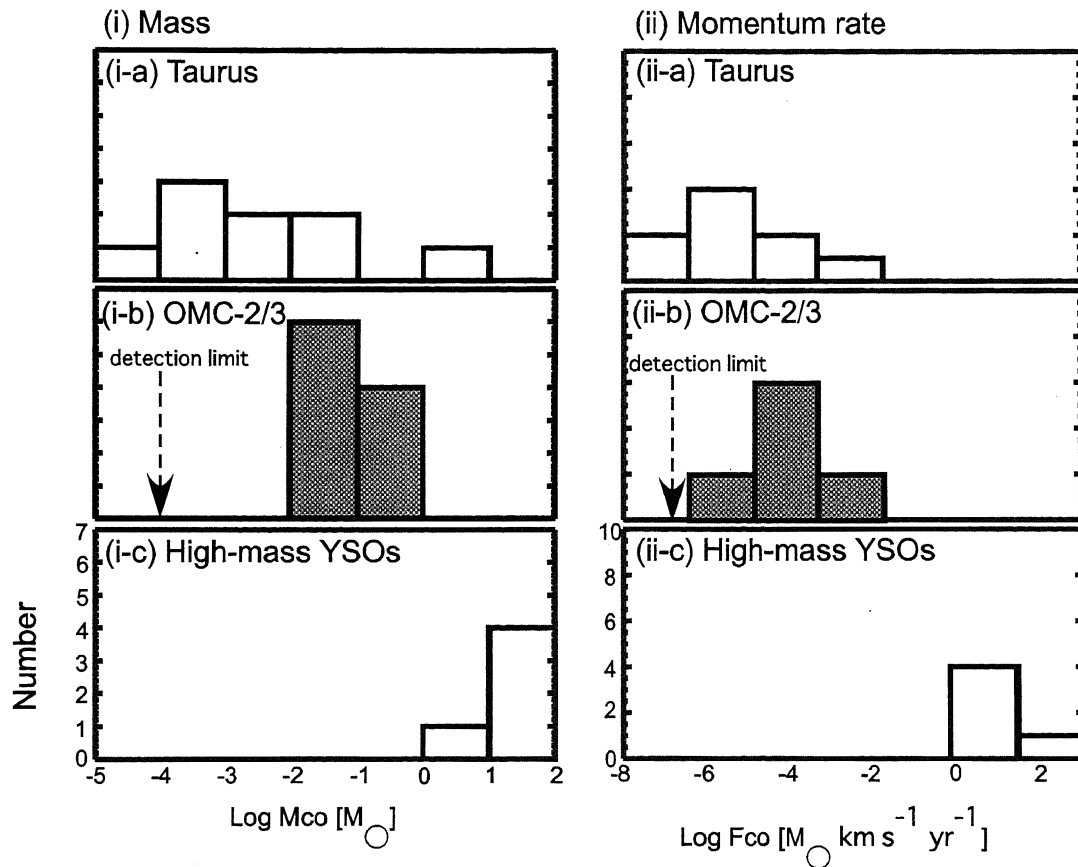 (i) Mass
(ii) Momentum rate
(i-a) Taurus
(ii-a) Taurus
(i-b) OMC-2/3
detection limit
(ii-b) OMC-2/3
detection limit
(i-c) High-mass YSOs
7
6
5
4
3
2
1
0
Number
-5 -4 -3 -2 -1 0 1 2
Log Mco [M○]
(ii-c) High-mass YSOs
10
8
6
4
2
0
-8 -6 -4 -2 0 2
Log Fco [M○ km s⁻¹ yr⁻¹]